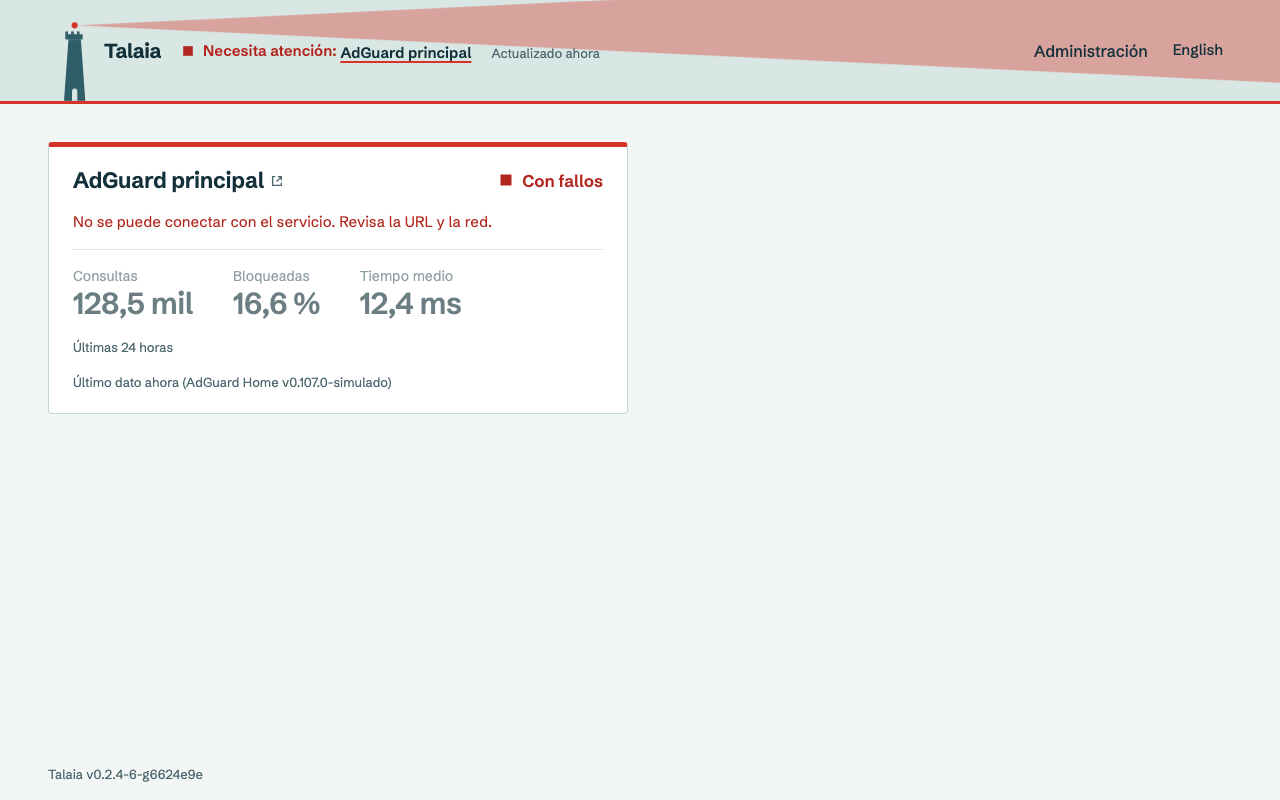 Talaia Necesita atención: AdGuard principal Actualizado ahora Administración English
AdGuard principal Con fallos
No se puede conectar con el servicio. Revisa la URL y la red.
Consultas Bloqueadas Tiempo medio
128,5 mil 16,6 % 12,4 ms
Últimas 24 horas
Último dato ahora (AdGuard Home v0.107.0-simulado)
Talaia v0.2.4-6-g6624e9e